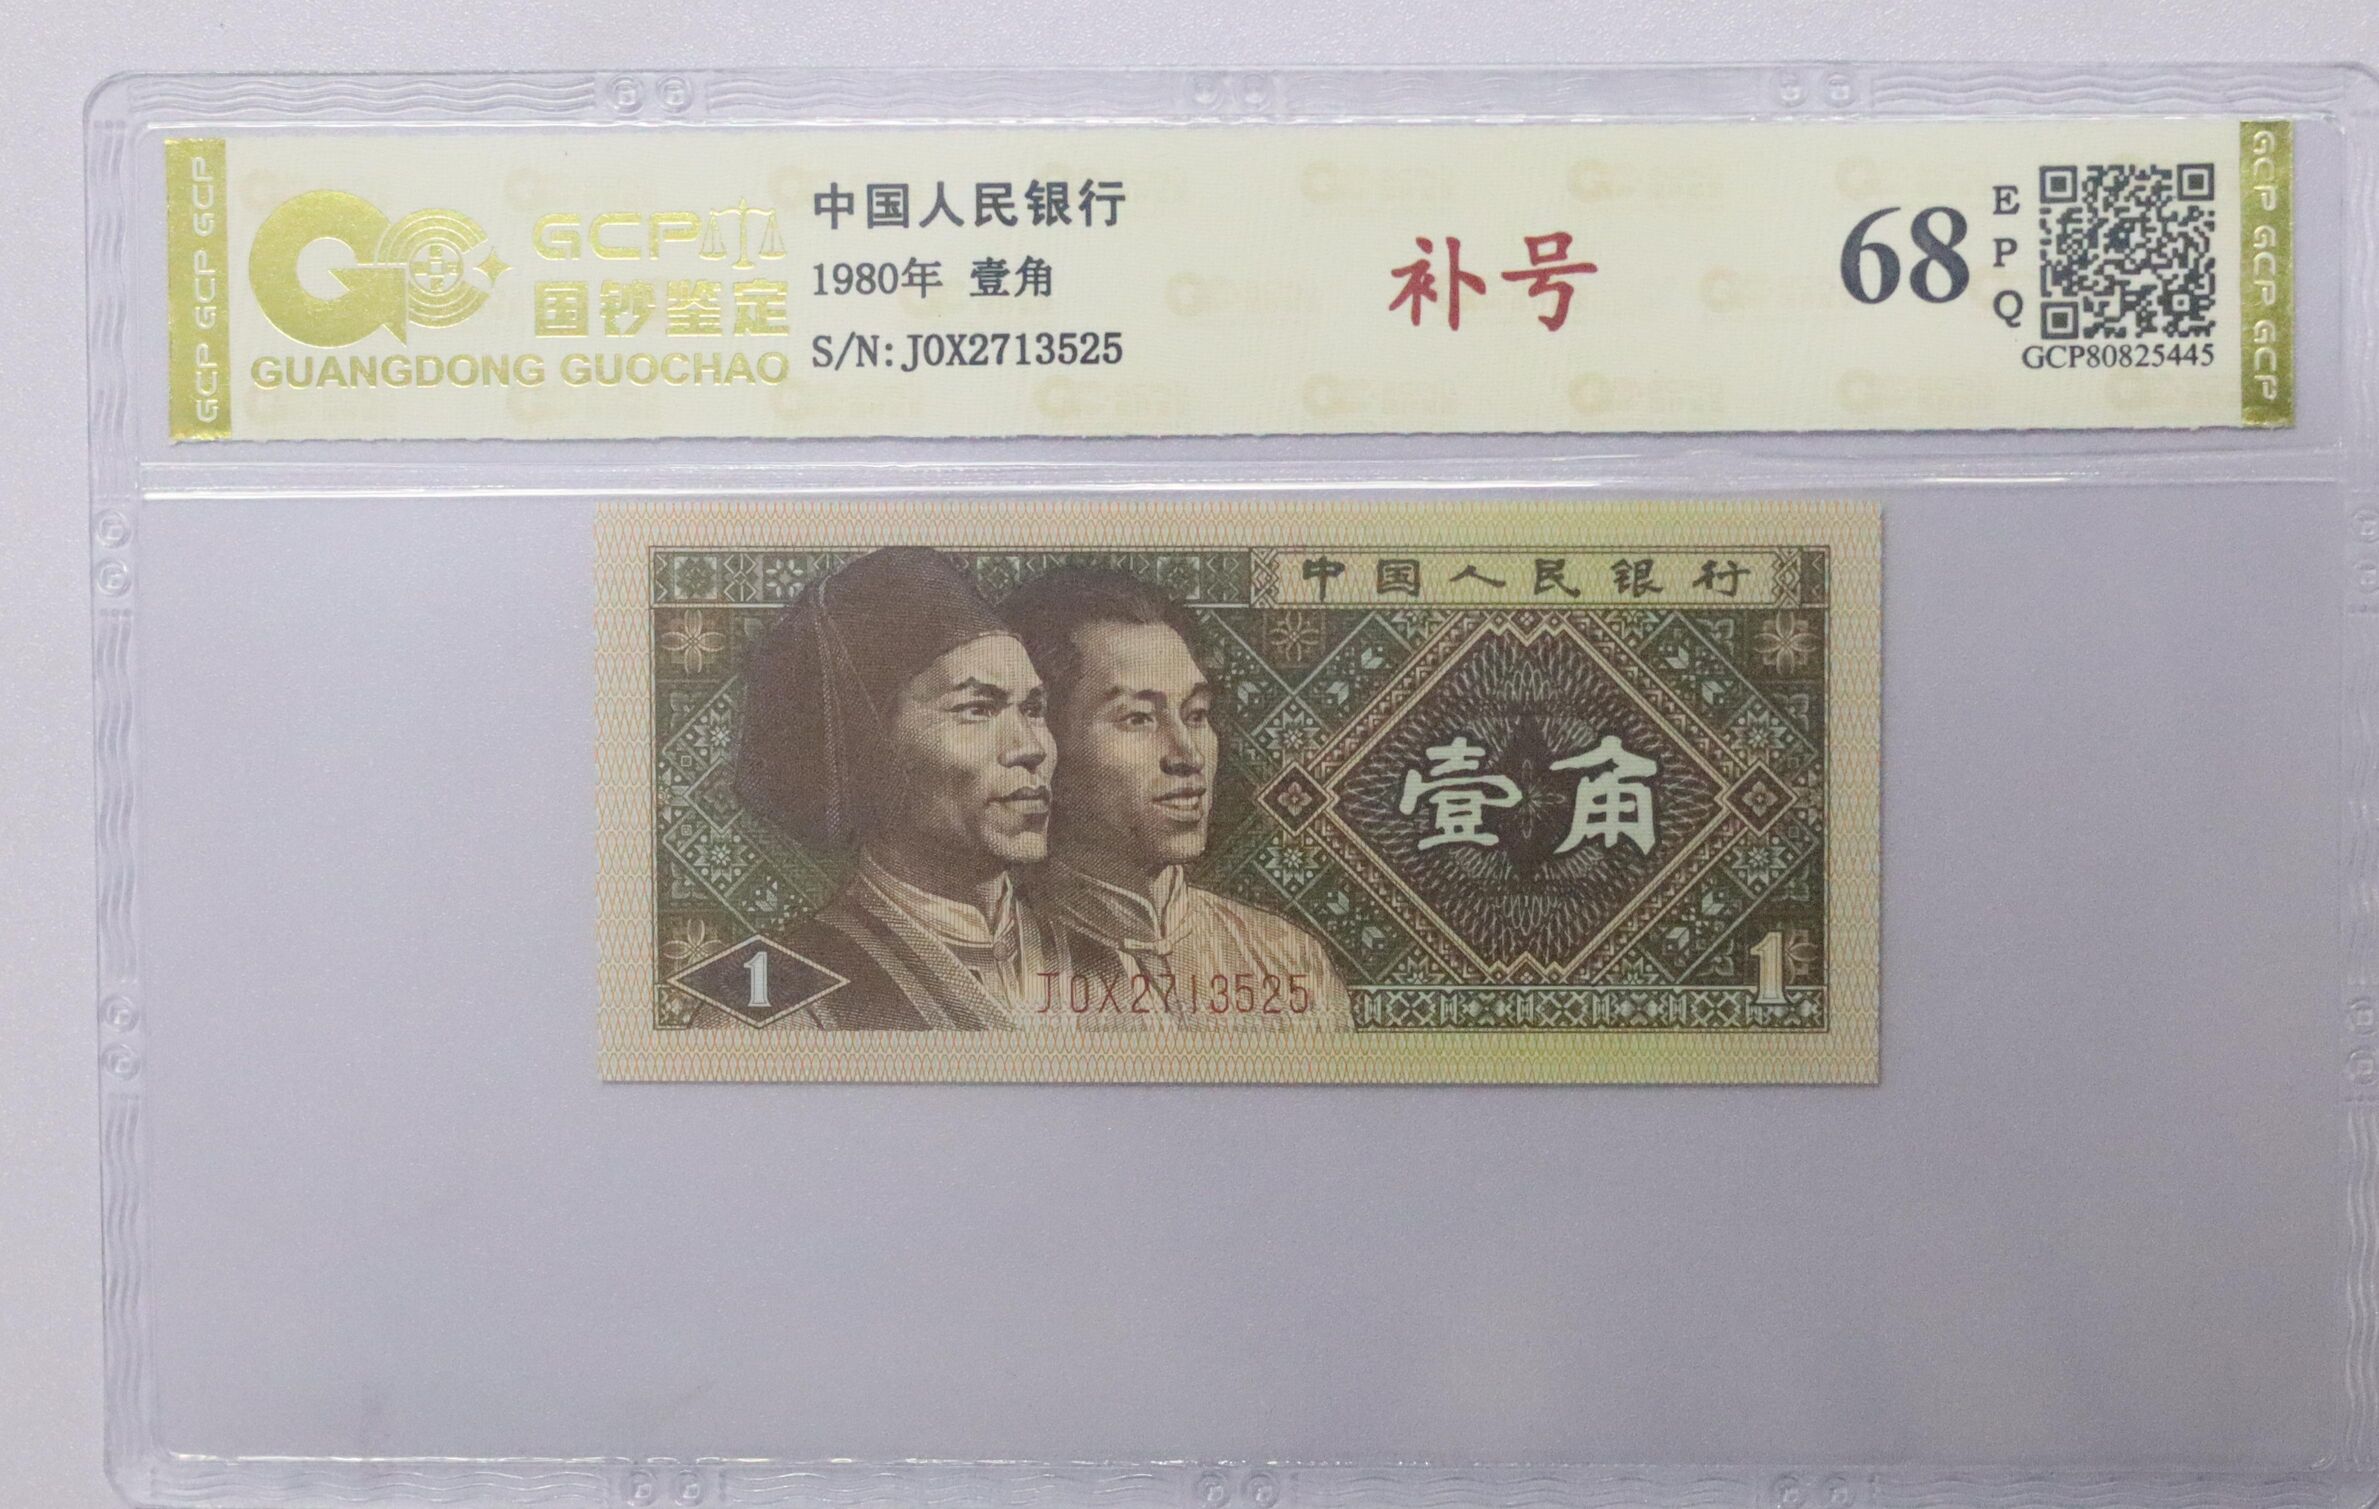 GCP GCP GCP
GCP
国钞鉴定
GUANGDONG GUOCHAO
中国人民银行
1980年 壹角
S/N:J0X2713525
补号
68
EPQ
GCP80825445
GCP GCP GCP
中国人民银行
壹角
1
J0X2713525
1